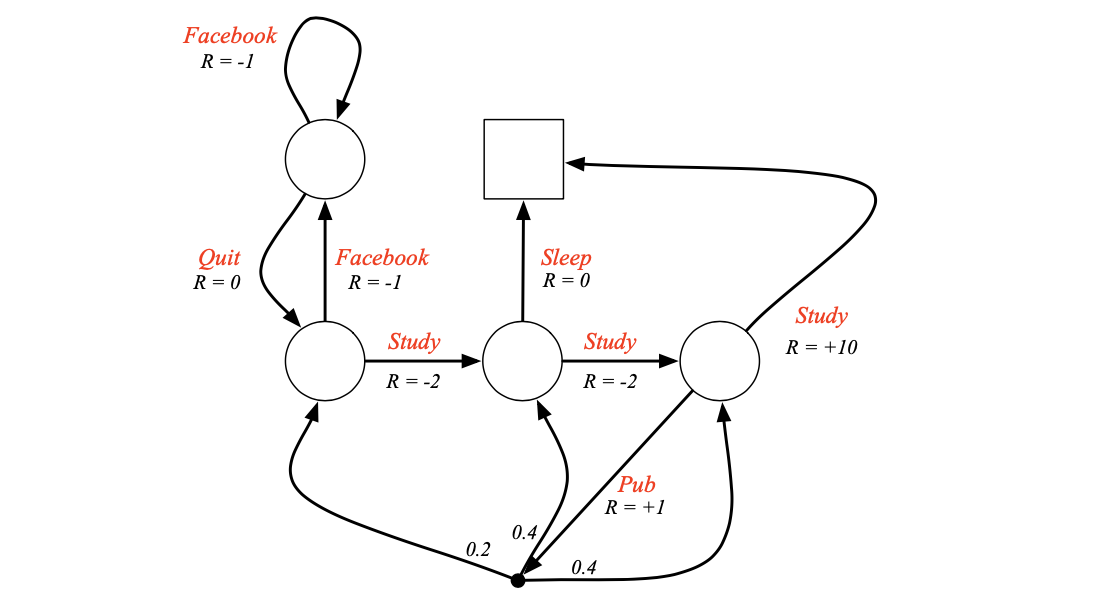 Facebook
R = -1
Quit
R = 0
Facebook
R = -1
Sleep
R = 0
Study
R = +10
Study
R = -2
Study
R = -2
Pub
R = +1
0.4
0.2
0.4